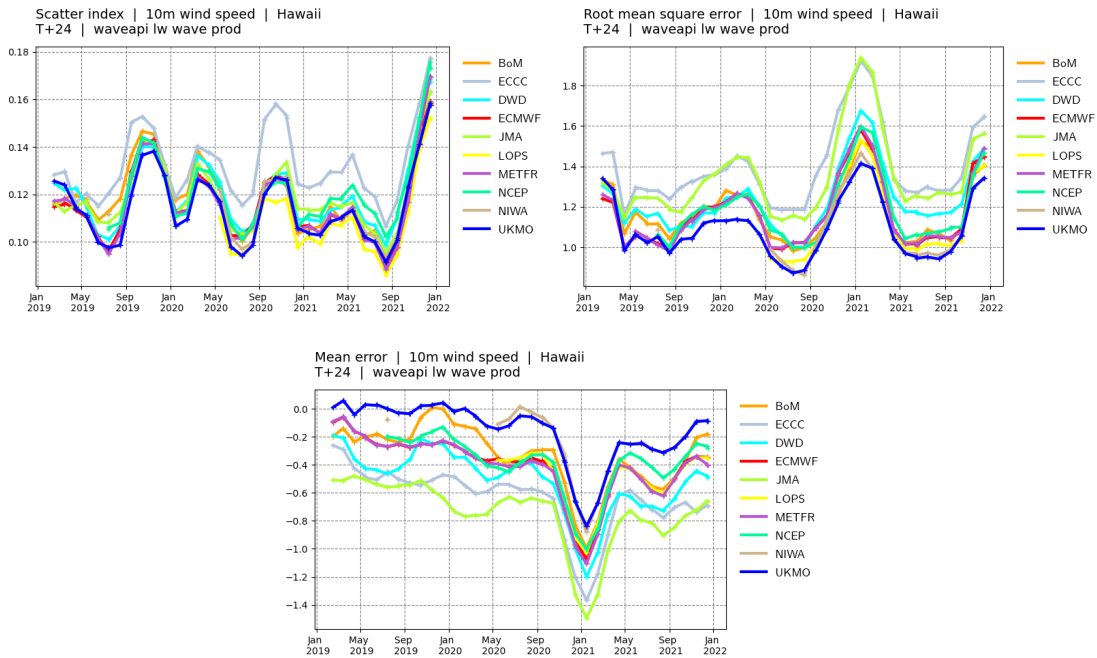 Scatter index | 10m wind speed | Hawaii
T+24 | waveapi lw wave prod
0.18
0.16
0.14
0.12
0.10
Jan
2019
May
Sep
Jan
2020
May
Sep
2020
Jan
2021
May
2021
Sep
2021
Jan
2022
BoM
ECCC
DWD
ECMWF
JMA
LOPS
METFR
NCEP
NIWA
UKMO
Root mean square error | 10m wind speed | Hawaii
T+24 | waveapi lw wave prod
1.8
1.6
1.4
1.2
1.0
Jan
2019
May
2019
Sep
2019
Jan
2020
May
2020
Sep
2020
Jan
2021
May
2021
Sep
2021
Jan
2022
BoM
ECCC
DWD
ECMWF
JMA
LOPS
METFR
NCEP
NIWA
UKMO
Mean error | 10m wind speed | Hawaii
T+24 | waveapi lw wave prod
0.0
−0.2
−0.4
−0.6
−0.8
−1.0
−1.2
−1.4
Jan
2019
May
2019
Sep
2019
Jan
2020
May
2020
Sep
2020
Jan
2021
May
2021
Sep
2021
Jan
2022
BoM
ECCC
DWD
ECMWF
JMA
LOPS
METFR
NCEP
NIWA
UKMO